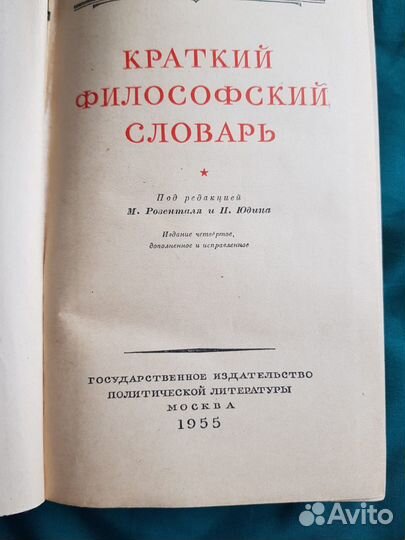 КРАТКИЙ
ФИЛОСОФСКИЙ
СЛОВАРЬ
Под редакцией
М. Розенталя и П. Юдина
Издание четвертое,
дополненное и исправленное
ГОСУДАРСТВЕННОЕ ИЗДАТЕЛЬСТВО
ПОЛИТИЧЕСКОЙ ЛИТЕРАТУРЫ
МОСКВА
1955
Avito